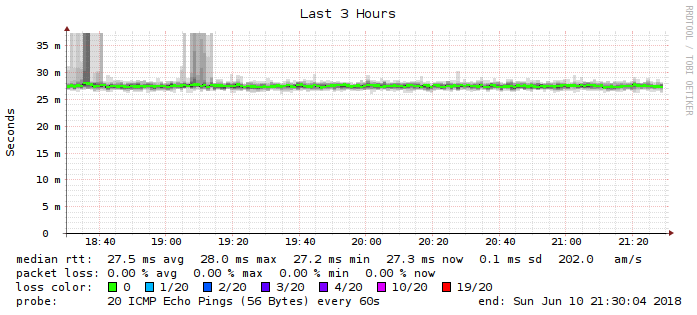 Last 3 Hours
RRDTOOL / TOBI OETIKER
Seconds
35 m
30 m
25 m
20 m
15 m
10 m
5 m
0
18:40 19:00 19:20 19:40 20:00 20:20 20:40 21:00 21:20
median rtt: 27.5 ms avg 28.0 ms max 27.2 ms min 27.3 ms now 0.1 ms sd 202.0 am/s
packet loss: 0.00 % avg 0.00 % max 0.00 % min 0.00 % now
loss color: 0 1/20 2/20 3/20 4/20 10/20 19/20
probe: 20 ICMP Echo Pings (56 Bytes) every 60s end: Sun Jun 10 21:30:04 2018